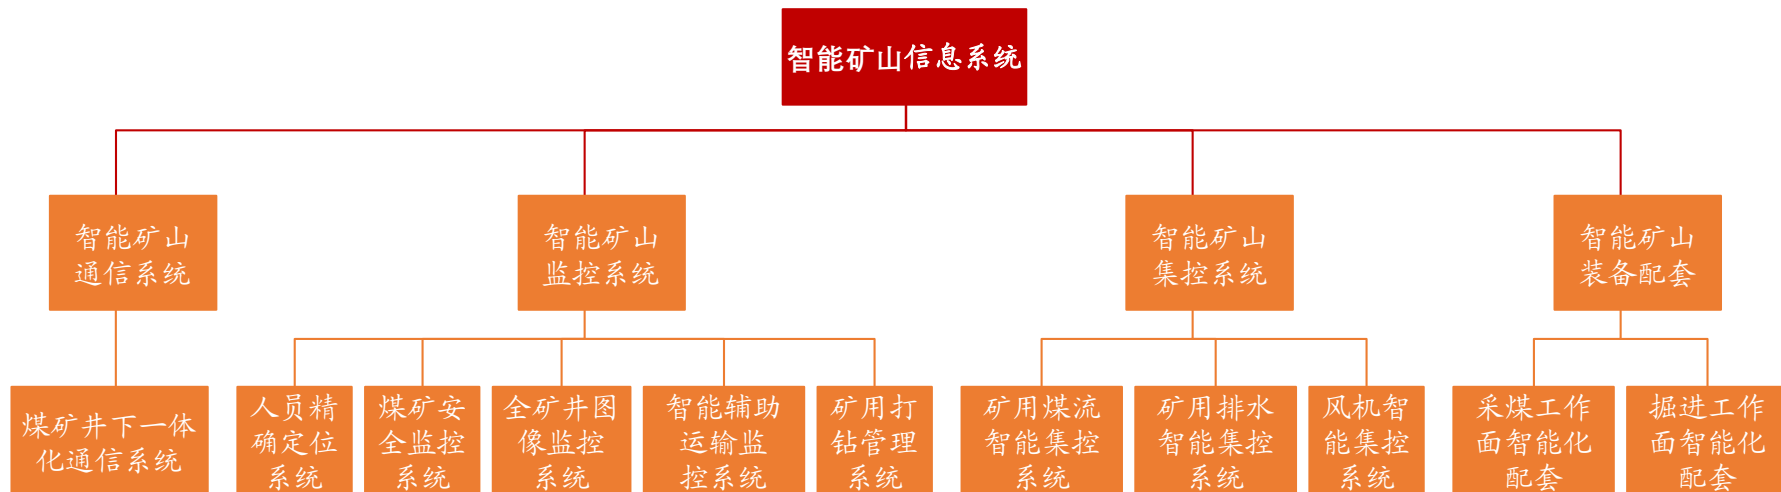 智能矿山信息系统
智能矿山
通信系统
智能矿山
监控系统
智能矿山
集控系统
智能矿山
装备配套
煤矿井下一体
化通信系统
人员精
确定位
系统
煤矿安
全监控
系统
全矿井图
像监控
系统
智能辅助
运输监
控系统
矿用打
钻管理
系统
矿用煤流
智能集控
系统
矿用排水
智能集控
系统
风机智
能集控
系统
采煤工作
面智能化
配套
掘进工作
面智能化
配套